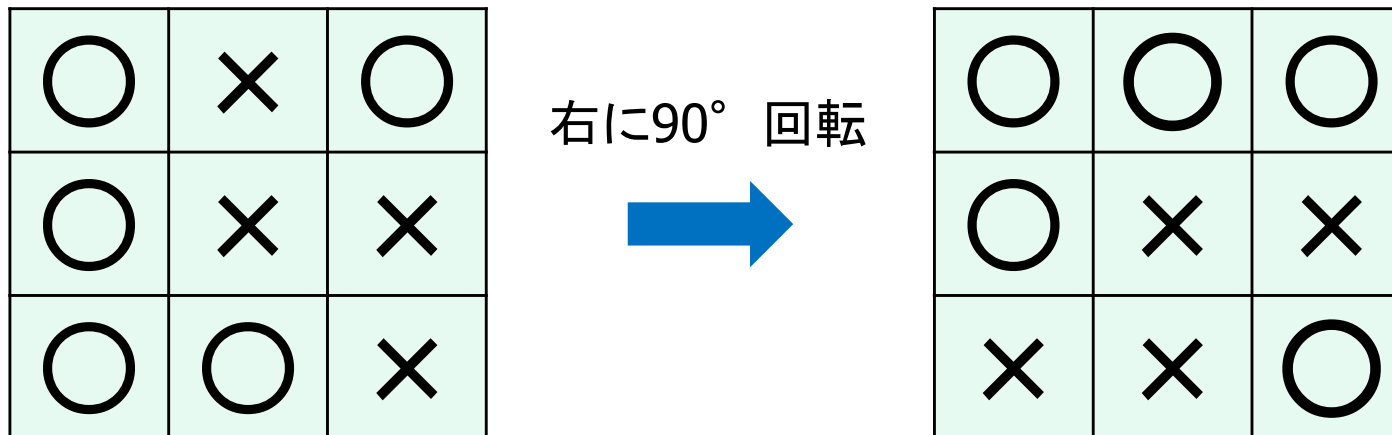 ○ × ○
○ × ×
○ ○ ×
右に90° 回転
○ ○ ○
○ × ×
× × ○